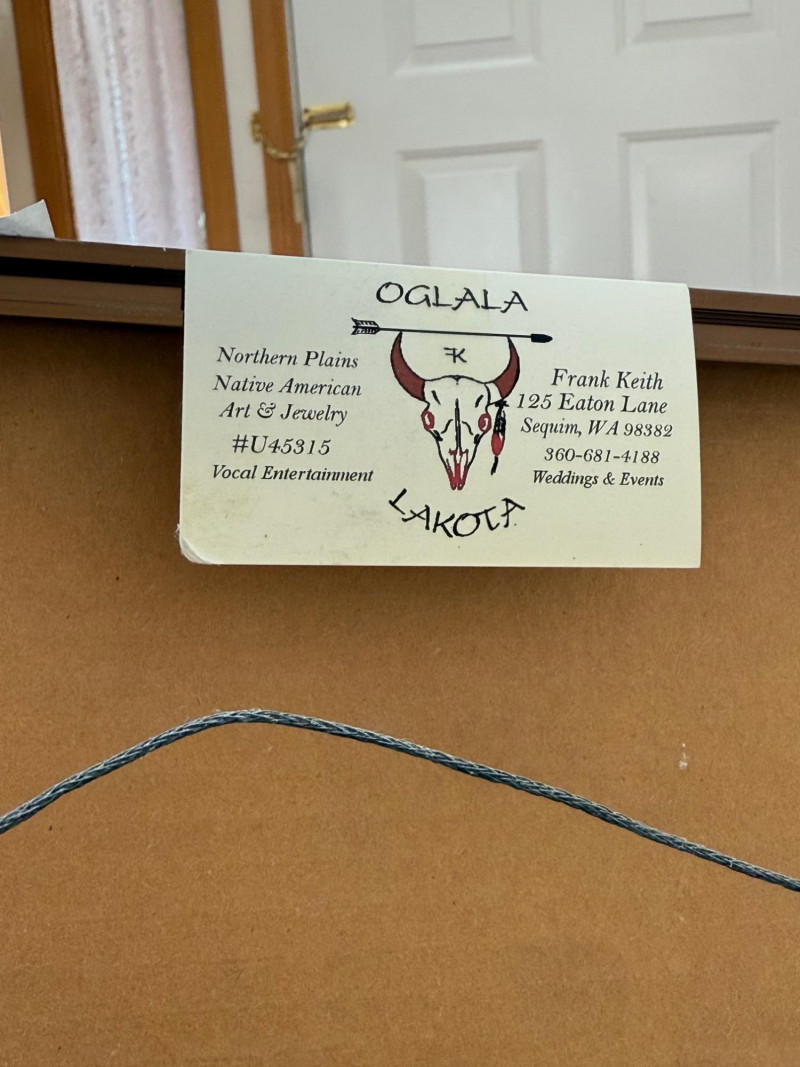 OGLALA
FK
Northern Plains
Native American
Art & Jewelry
#U45315
Vocal Entertainment
Frank Keith
125 Eaton Lane
Sequim, WA 98382
360-681-4188
Weddings & Events
LAKOTA